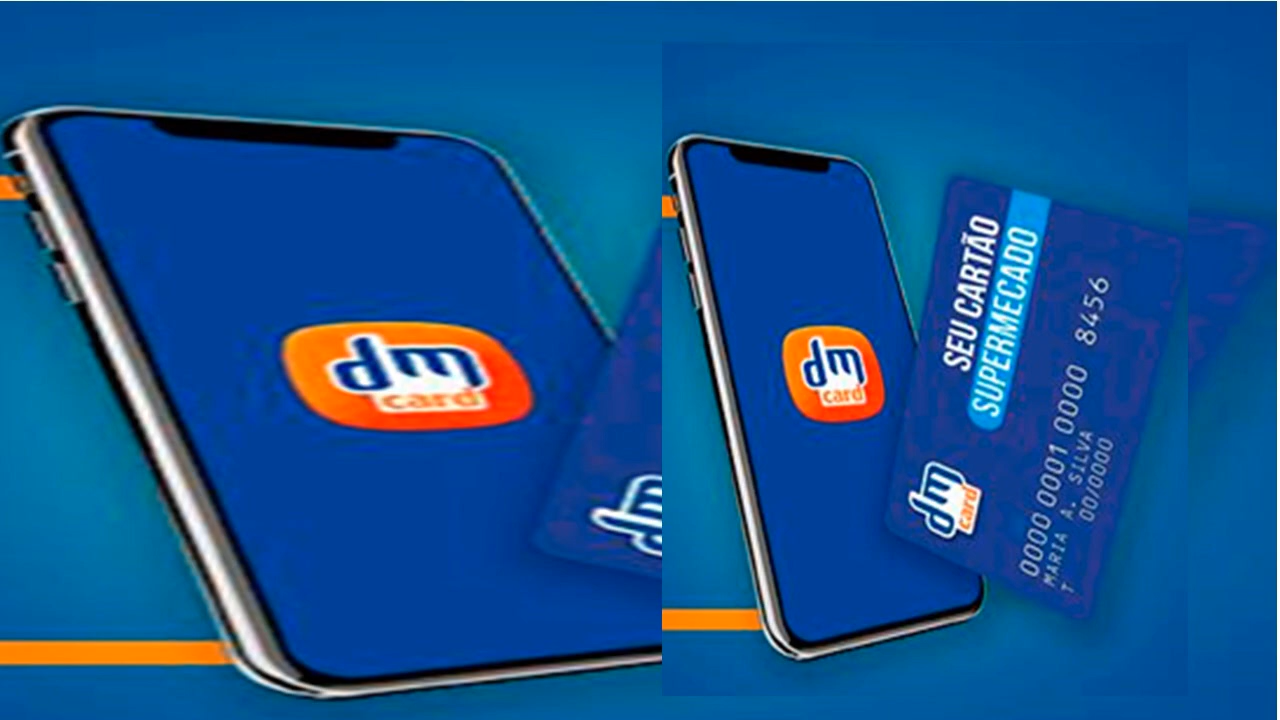 dm
card
dm
card
SEU CARTÃO
SUPERMECADO
0000 0001 0000 8456
MARIA A. SILVA
T 00/0000
dm
card